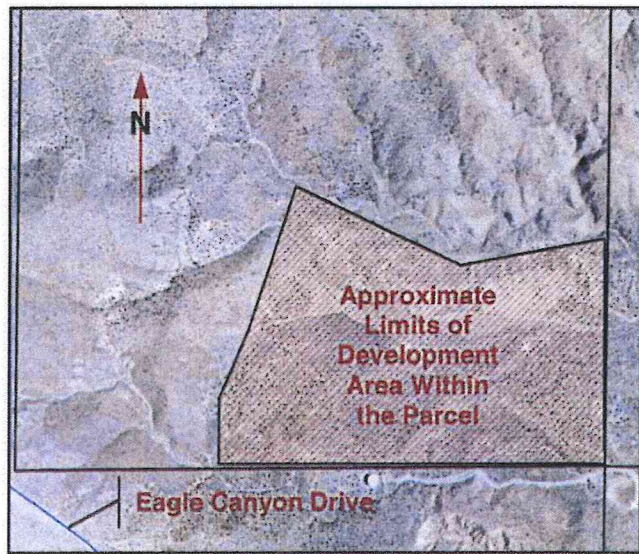 N
Approximate
Limits of
Development
Area Within
the Parcel
Eagle Canyon Drive